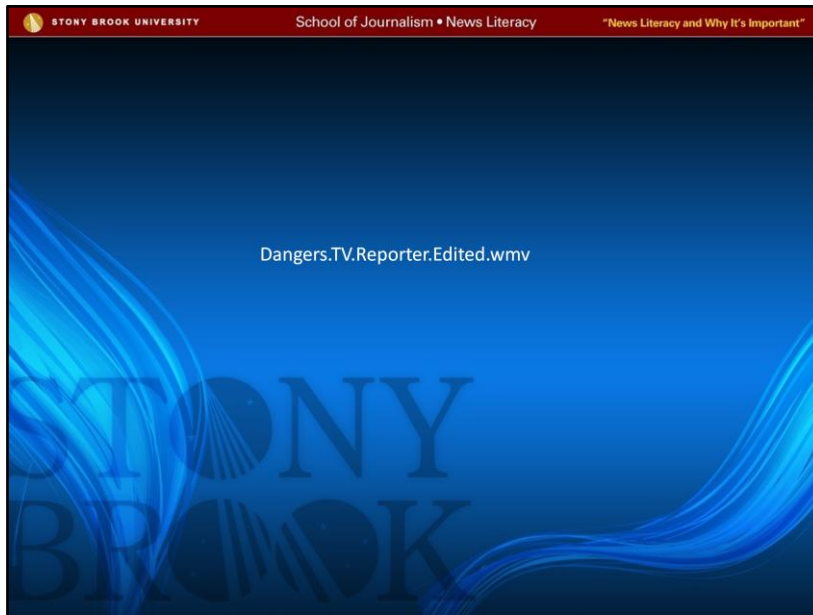 STONY BROOK UNIVERSITY
School of Journalism • News Literacy
"News Literacy and Why It's Important"
Dangers.TV.Reporter.Edited.wmv
STONY
BROOK